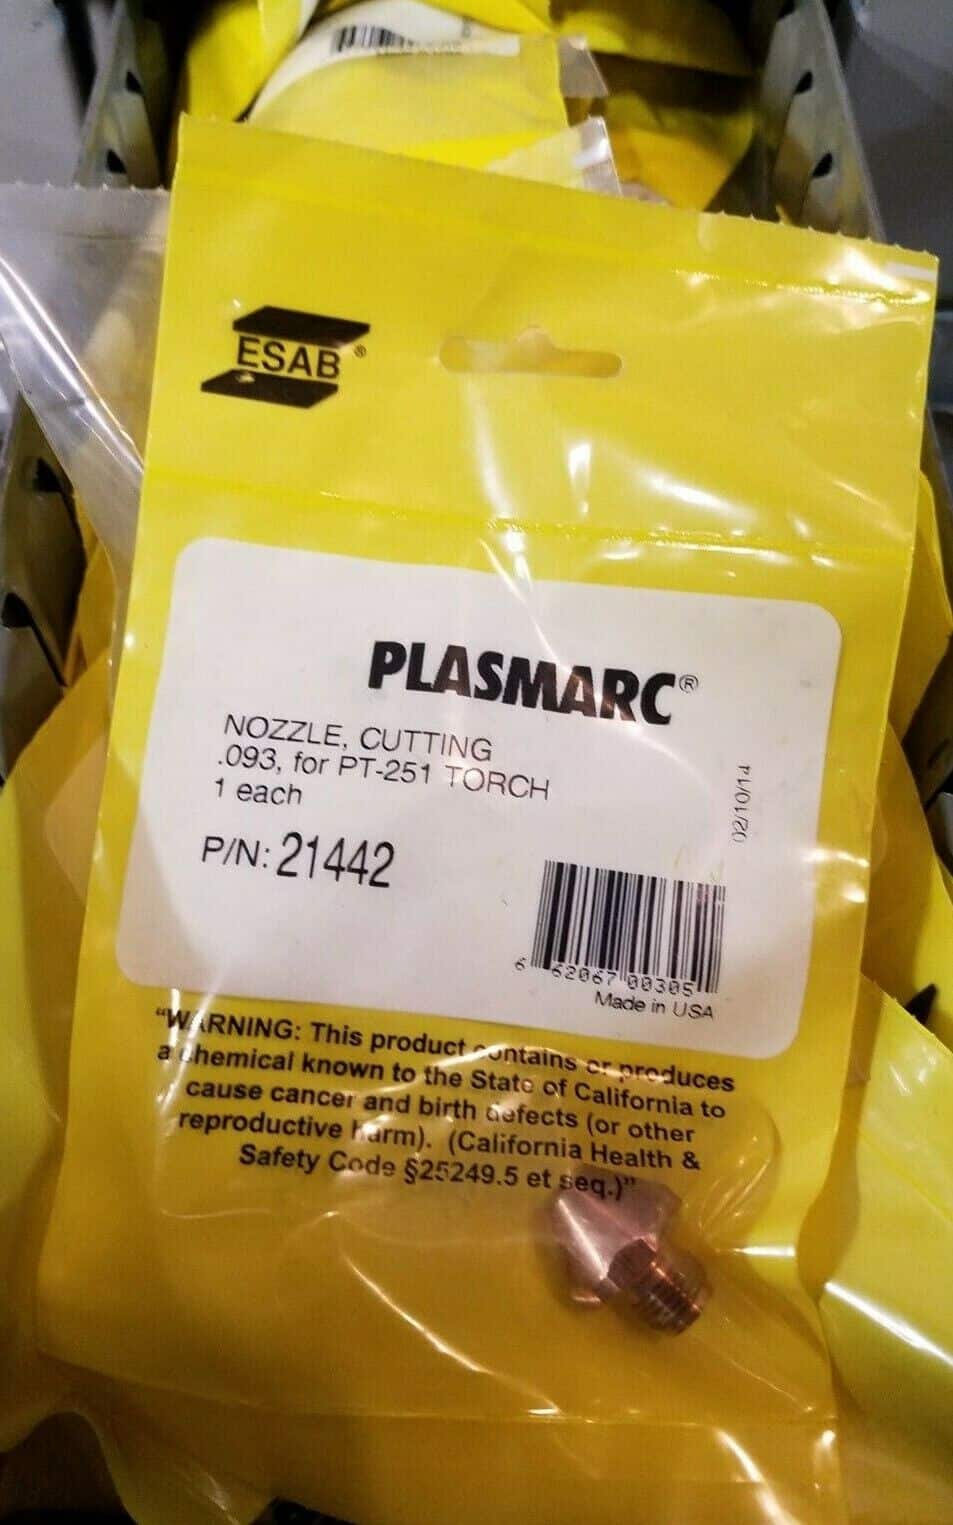 ESAB®
PLASMARC®
NOZZLE, CUTTING
.093, for PT-251 TORCH
1 each
P/N: 21442
02/10/14
6 62067 00305
Made in USA
“WARNING: This product contains or produces
a chemical known to the State of California to
cause cancer and birth defects (or other
reproductive harm). (California Health &
Safety Code §25249.5 et seq.)”